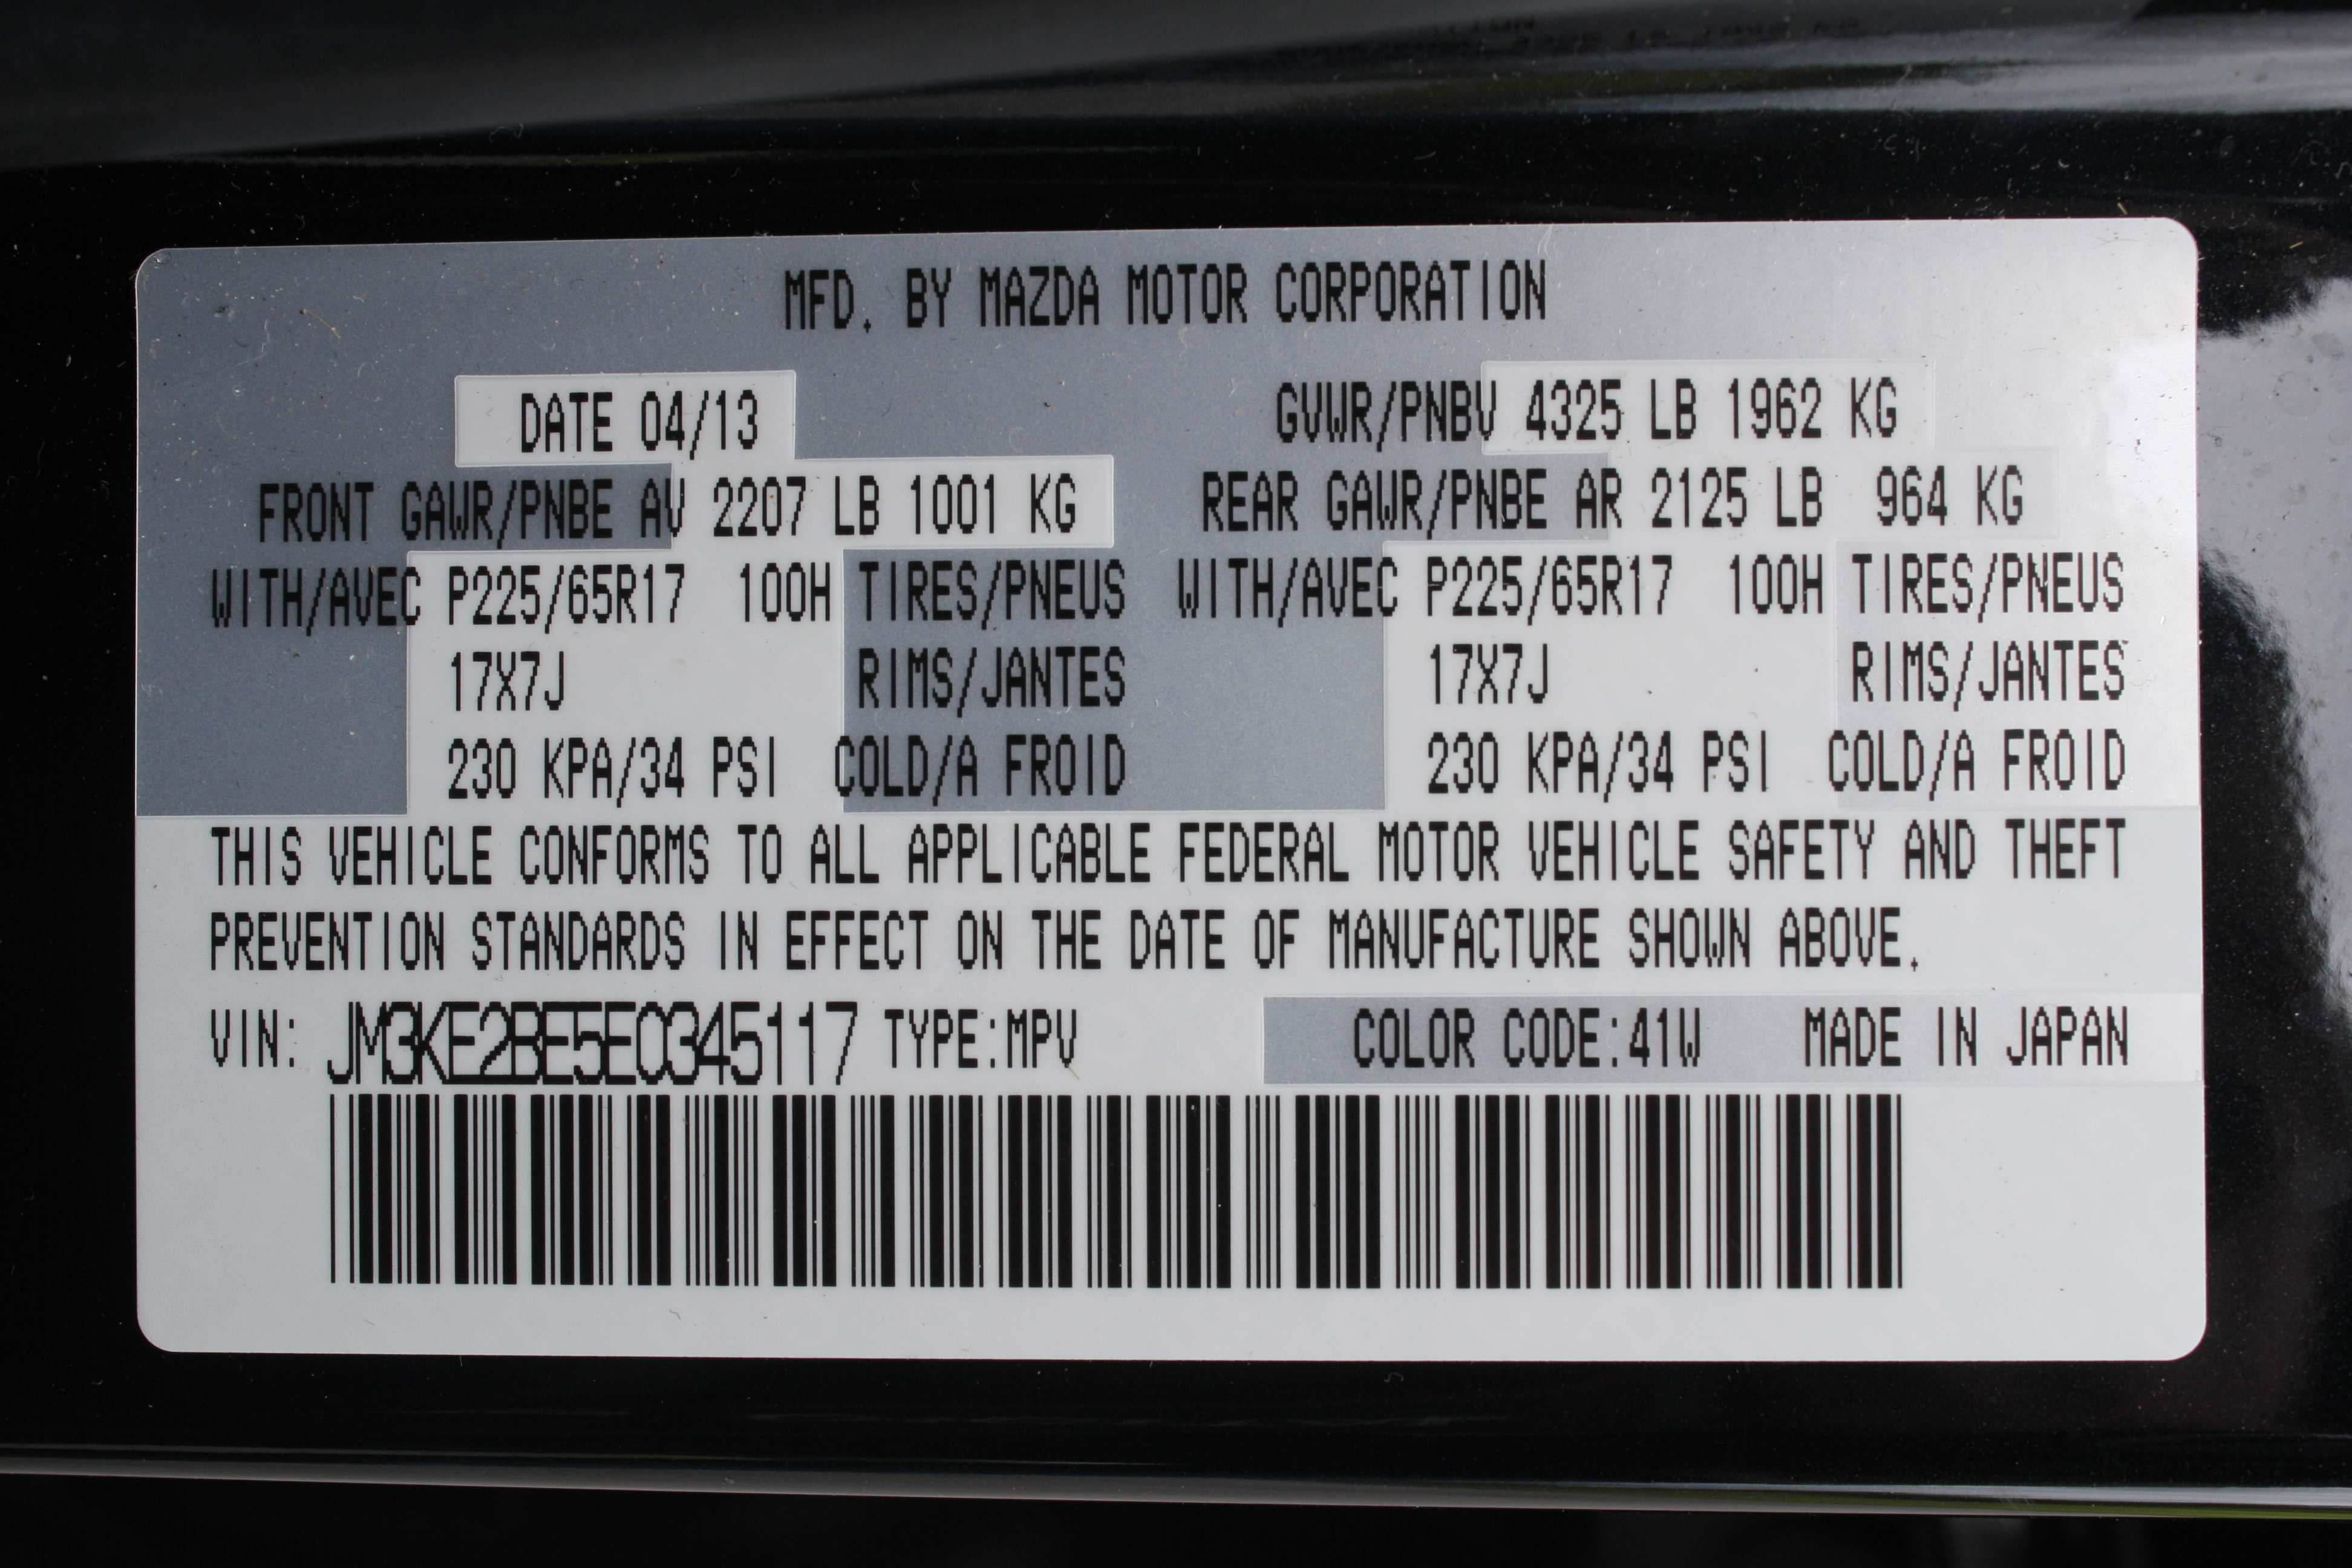 MFD. BY MAZDA MOTOR CORPORATION
DATE 04/13 GVWR/PNBV 4325 LB 1962 KG
FRONT GAWR/PNBE AV 2207 LB 1001 KG REAR GAWR/PNBE AR 2125 LB 964 KG
WITH/AVEC P225/65R17 100H TIRES/PNEUS WITH/AVEC P225/65R17 100H TIRES/PNEUS
17X7J RIMS/JANTES 17X7J RIMS/JANTES
230 KPA/34 PSI COLD/A FROID 230 KPA/34 PSI COLD/A FROID
THIS VEHICLE CONFORMS TO ALL APPLICABLE FEDERAL MOTOR VEHICLE SAFETY AND THEFT
PREVENTION STANDARDS IN EFFECT ON THE DATE OF MANUFACTURE SHOWN ABOVE.
VIN: JM3KE2BE5E0345117 TYPE:MPV COLOR CODE:41W MADE IN JAPAN